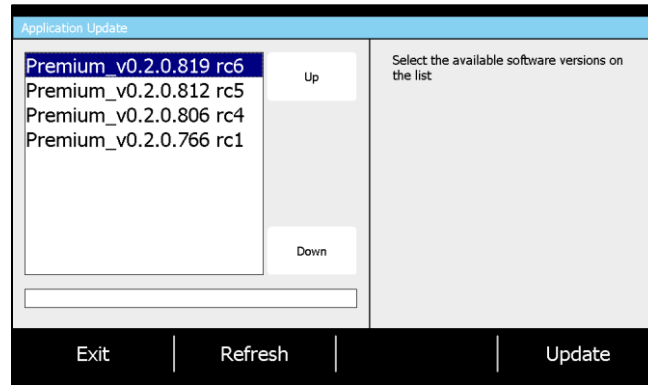 Application Update
Premium_v0.2.0.819 rc6
Premium_v0.2.0.812 rc5
Premium_v0.2.0.806 rc4
Premium_v0.2.0.766 rc1
Up
Down
Select the available software versions on
the list
Exit
Refresh
Update